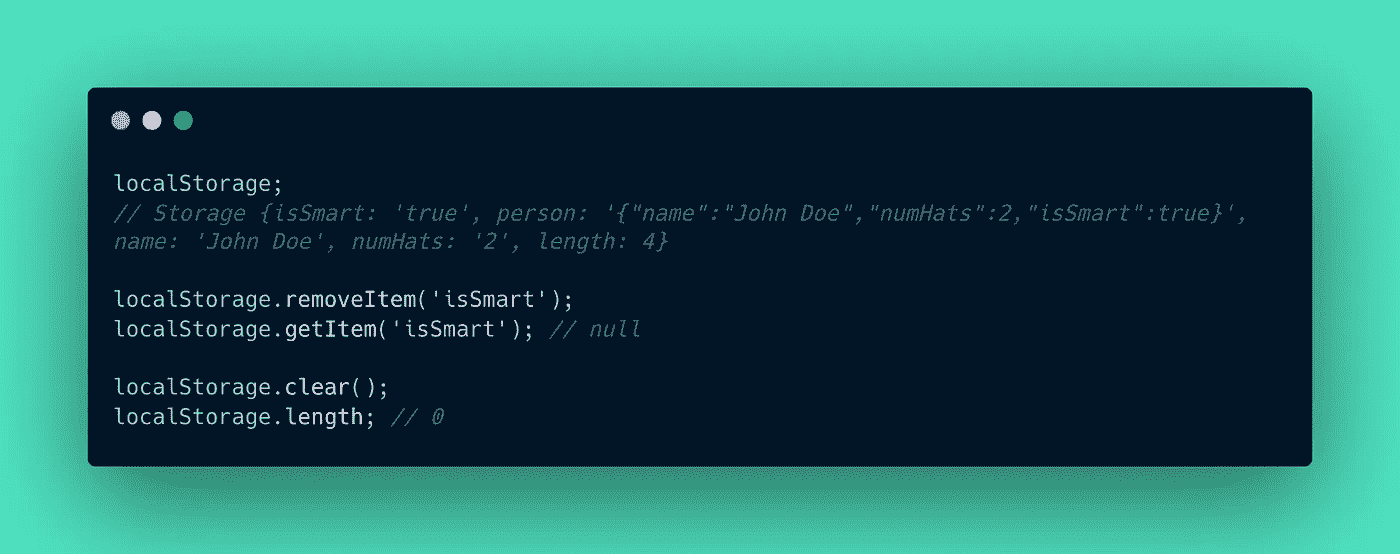 localStorage;
// Storage {isSmart: 'true', person: '{"name":"John Doe","numHats":2,"isSmart":true}',
name: 'John Doe', numHats: '2', length: 4}
localStorage.removeItem('isSmart');
localStorage.getItem('isSmart'); // null
localStorage.clear();
localStorage.length; // 0